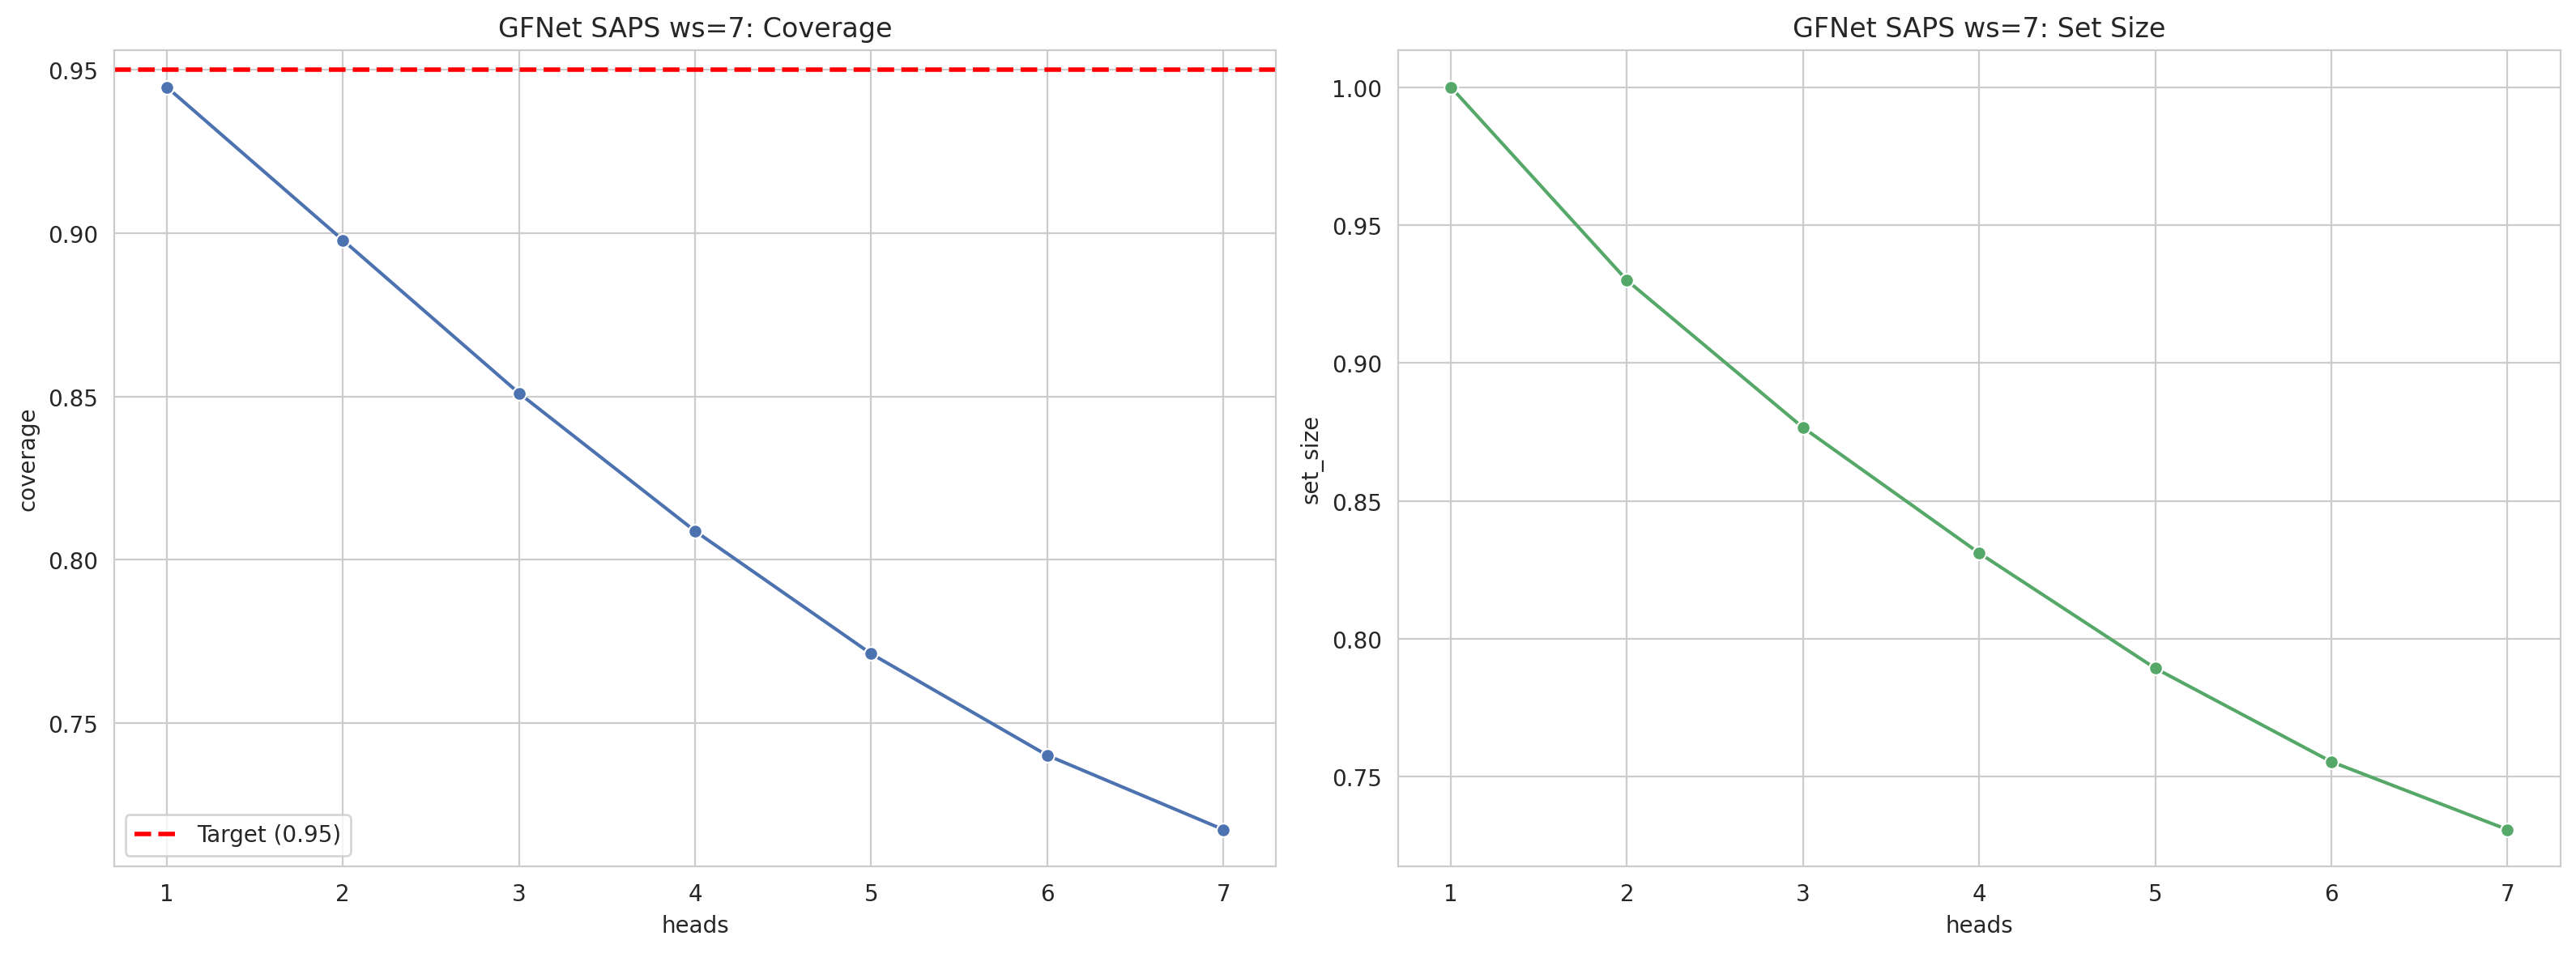 GFNet SAPS ws=7: Coverage
0.95
0.90
0.85
0.80
0.75
coverage
Target (0.95)
1 2 3 4 5 6 7
heads
GFNet SAPS ws=7: Set Size
1.00
0.95
0.90
0.85
0.80
0.75
set_size
1 2 3 4 5 6 7
heads